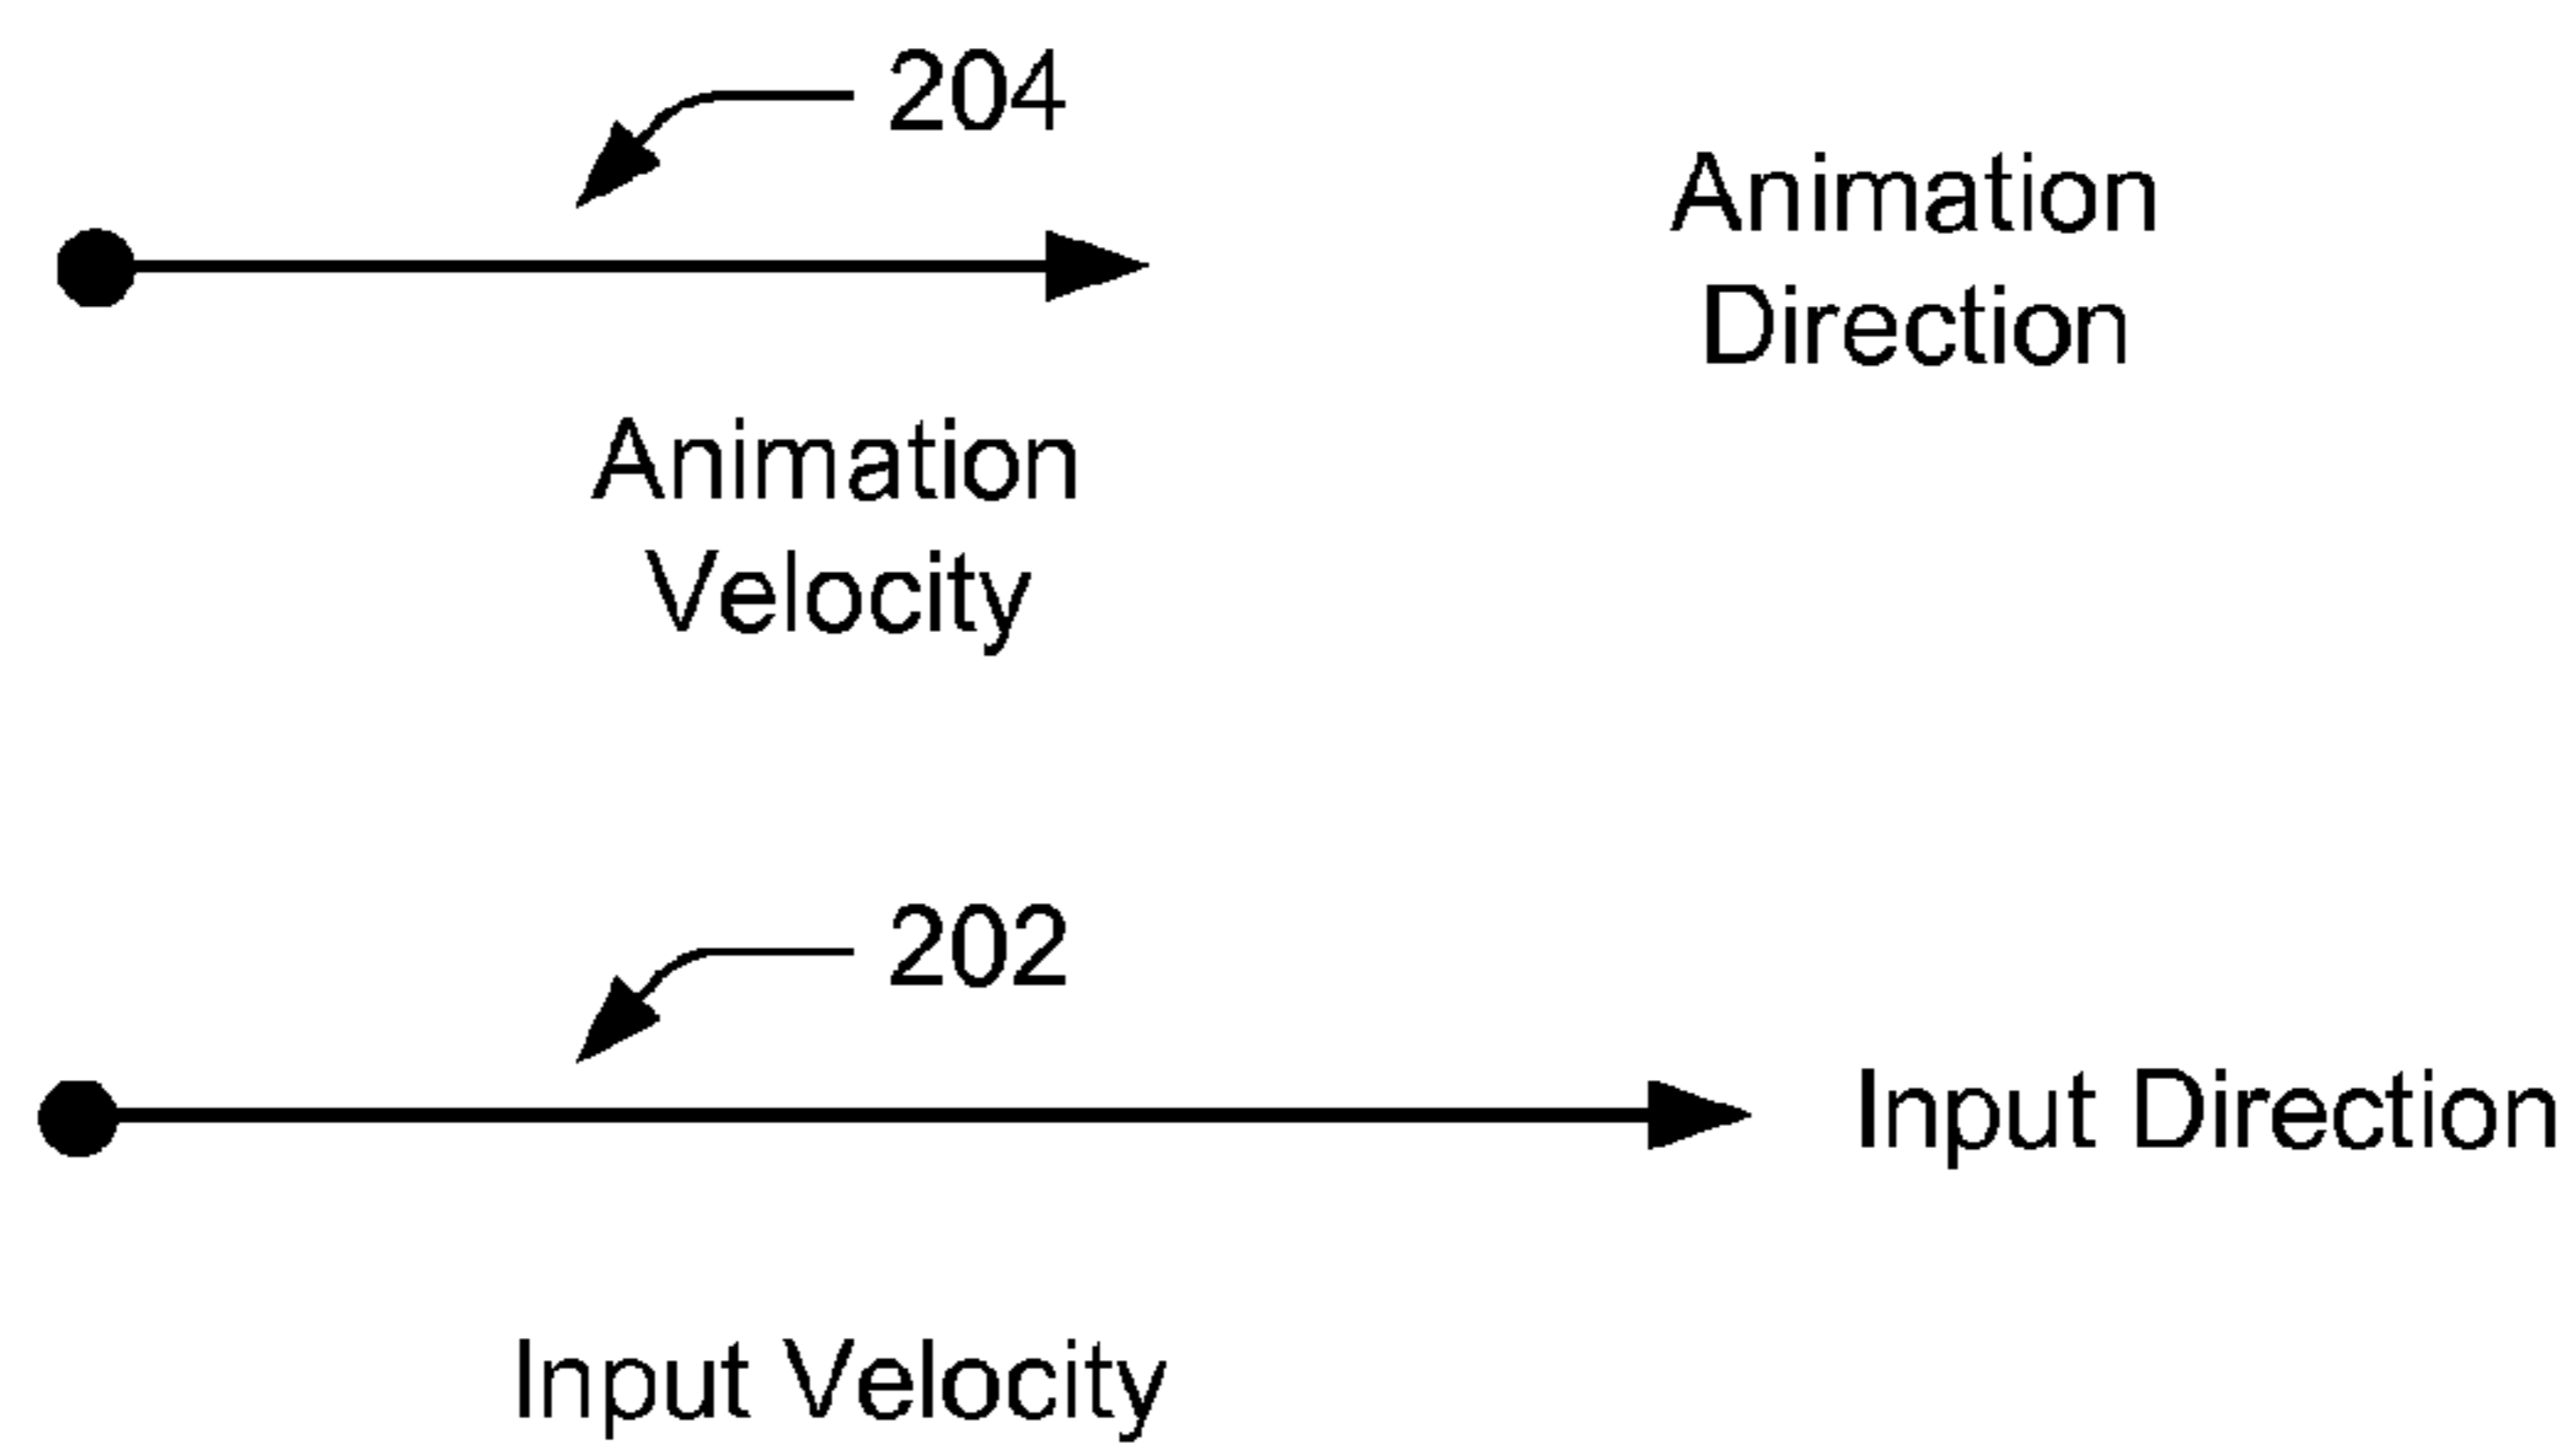 204
Animation
Direction
Animation
Velocity
202
Input Direction
Input Velocity